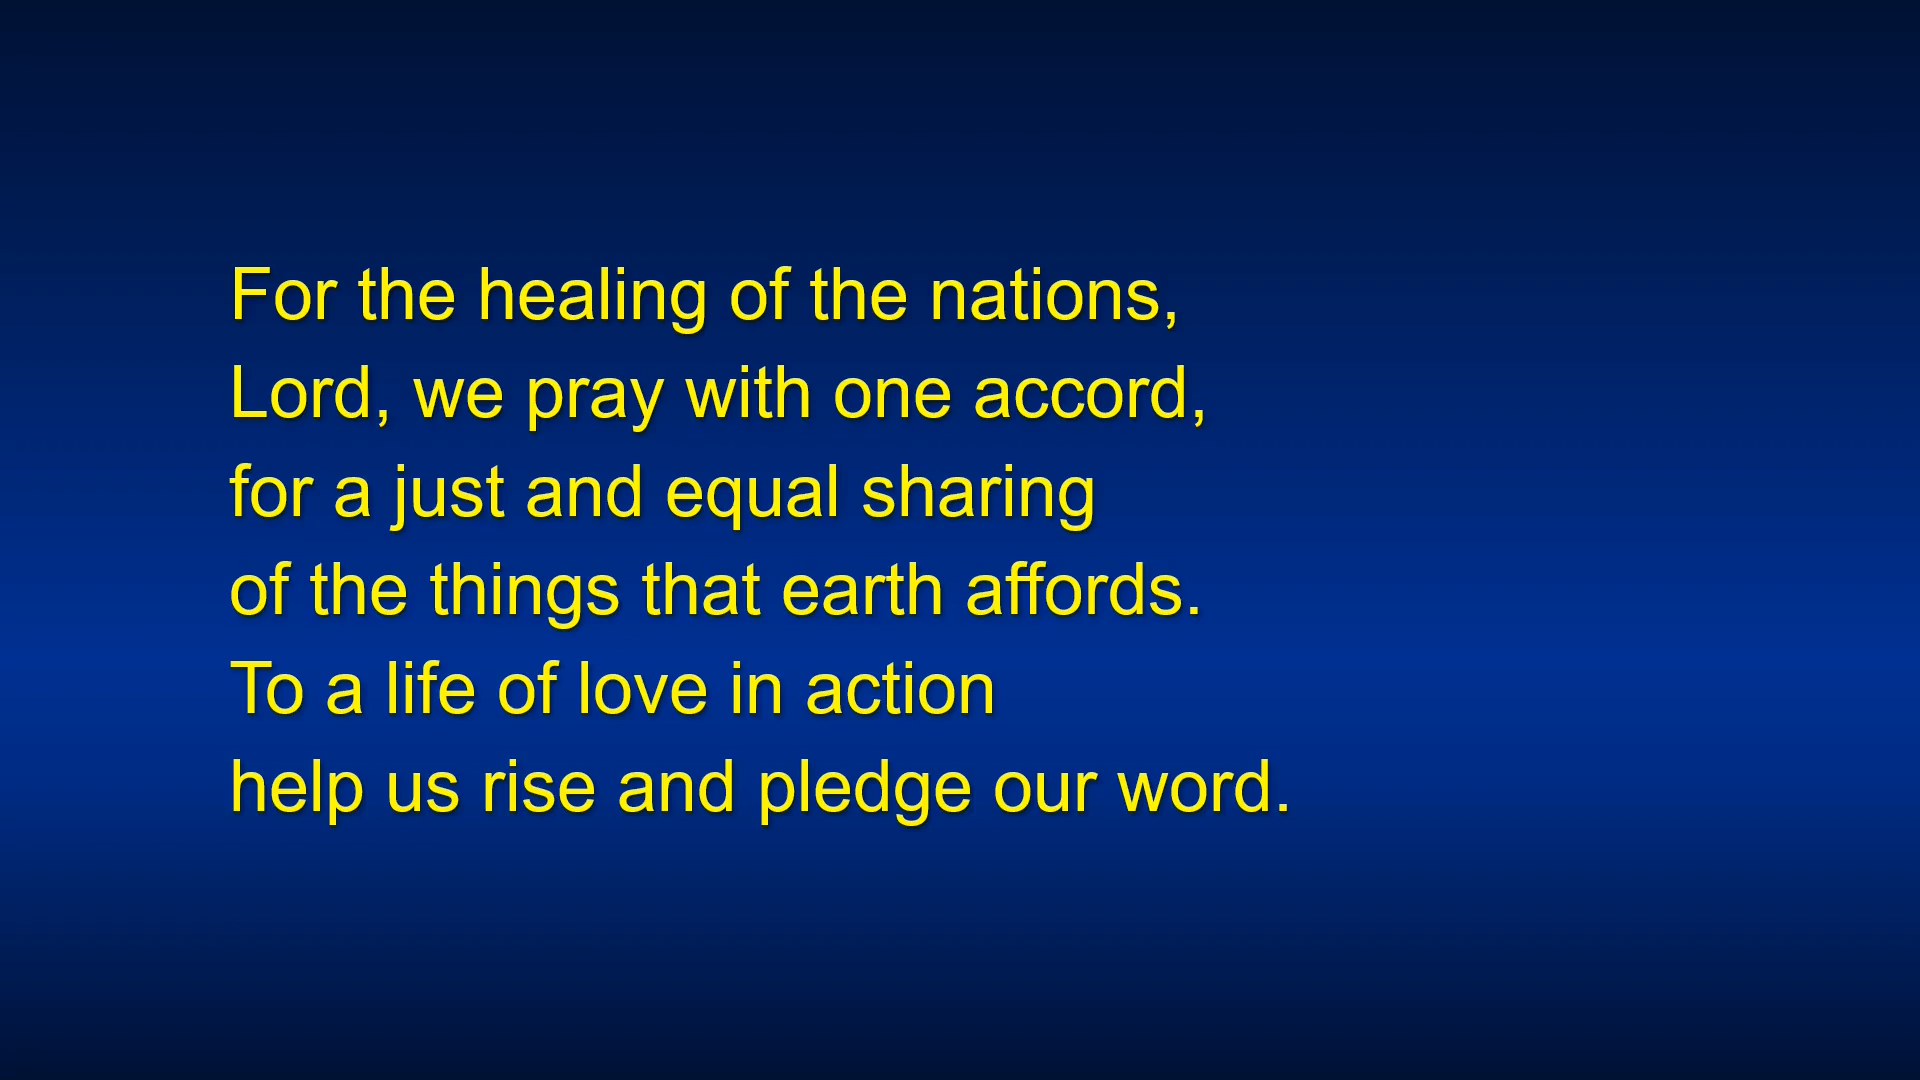 For the healing of the nations,
Lord, we pray with one accord,
for a just and equal sharing
of the things that earth affords.
To a life of love in action
help us rise and pledge our word.